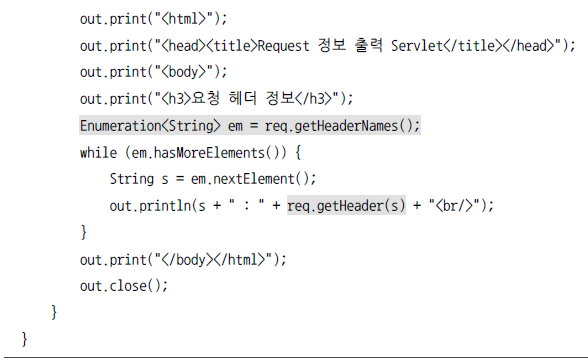 out.print("<html>");
out.print("<head><title>Request 정보 출력 Servlet</title></head>");
out.print("<body>");
out.print("<h3>요청 헤더 정보</h3>");
Enumeration<String> em = req.getHeaderNames();
while (em.hasMoreElements()) {
String s = em.nextElement();
out.println(s + " : " + req.getHeader(s) + "<br/>");
}
out.print("</body></html>");
out.close();
}
}